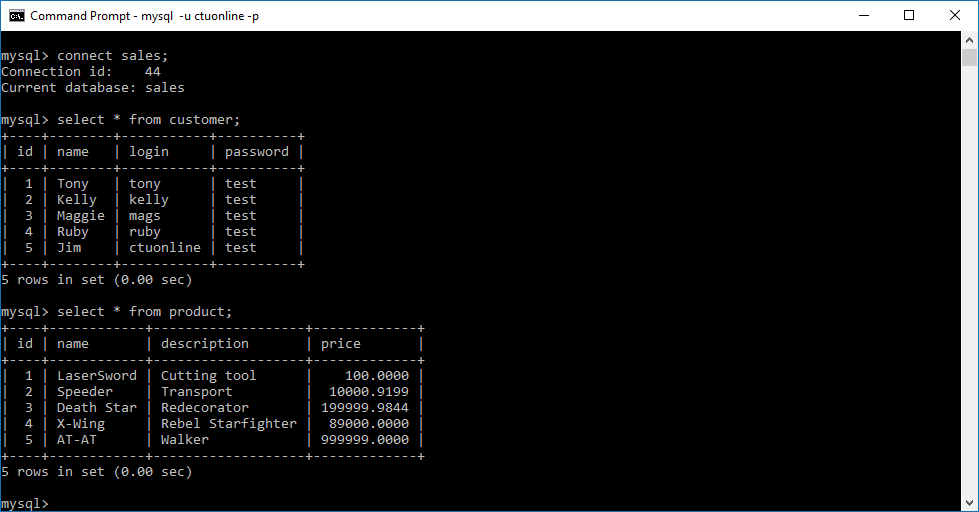 Command Prompt - mysql -u ctuonline -p
mysql> connect sales;
Connection id:    44
Current database: sales
mysql> select * from customer;
+----+--------+-----------+----------+
| id | name   | login     | password |
+----+--------+-----------+----------+
|  1 | Tony   | tony      | test     |
|  2 | Kelly  | kelly     | test     |
|  3 | Maggie | mags      | test     |
|  4 | Ruby   | ruby      | test     |
|  5 | Jim    | ctuonline | test     |
+----+--------+-----------+----------+
5 rows in set (0.00 sec)
mysql> select * from product;
+----+------------+-------------------+-------------+
| id | name       | description       | price       |
+----+------------+-------------------+-------------+
|  1 | LaserSword | Cutting tool      |    100.0000 |
|  2 | Speeder    | Transport         |  10000.9199 |
|  3 | Death Star | Redecorator       | 199999.9844 |
|  4 | X-Wing     | Rebel Starfighter |  89000.0000 |
|  5 | AT-AT      | Walker            | 999999.0000 |
+----+------------+-------------------+-------------+
5 rows in set (0.00 sec)
mysql>